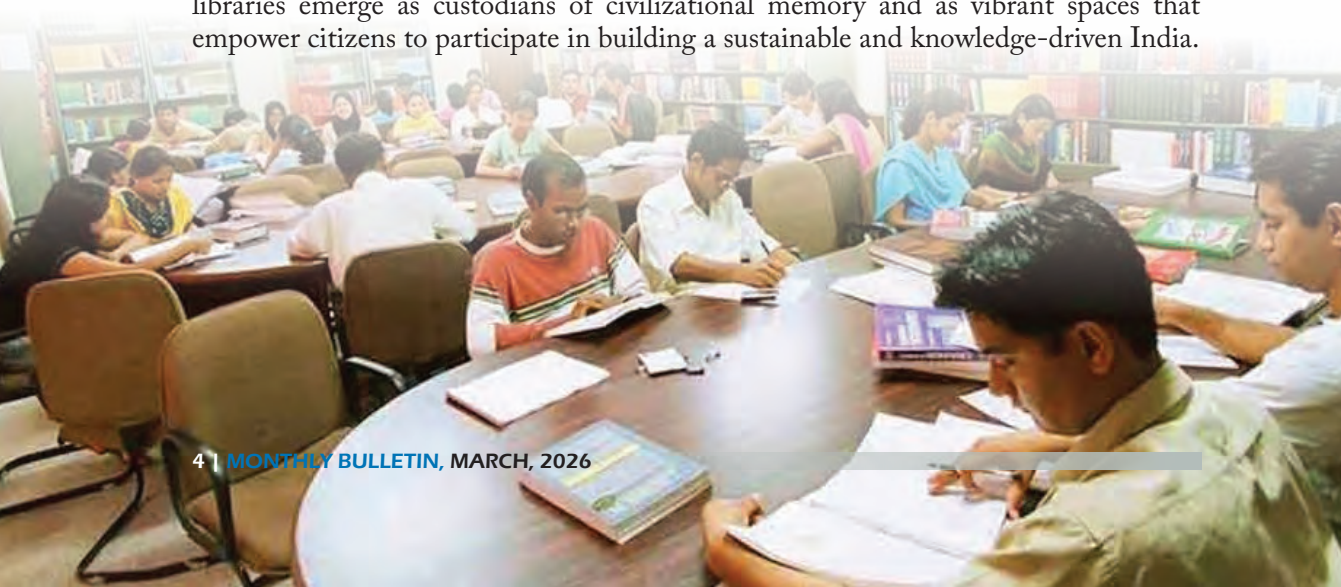 libraries emerge as custodians of civilizational memory and as vibrant spaces that
empower citizens to participate in building a sustainable and knowledge-driven India.
4 | MONTHLY BULLETIN, MARCH, 2026